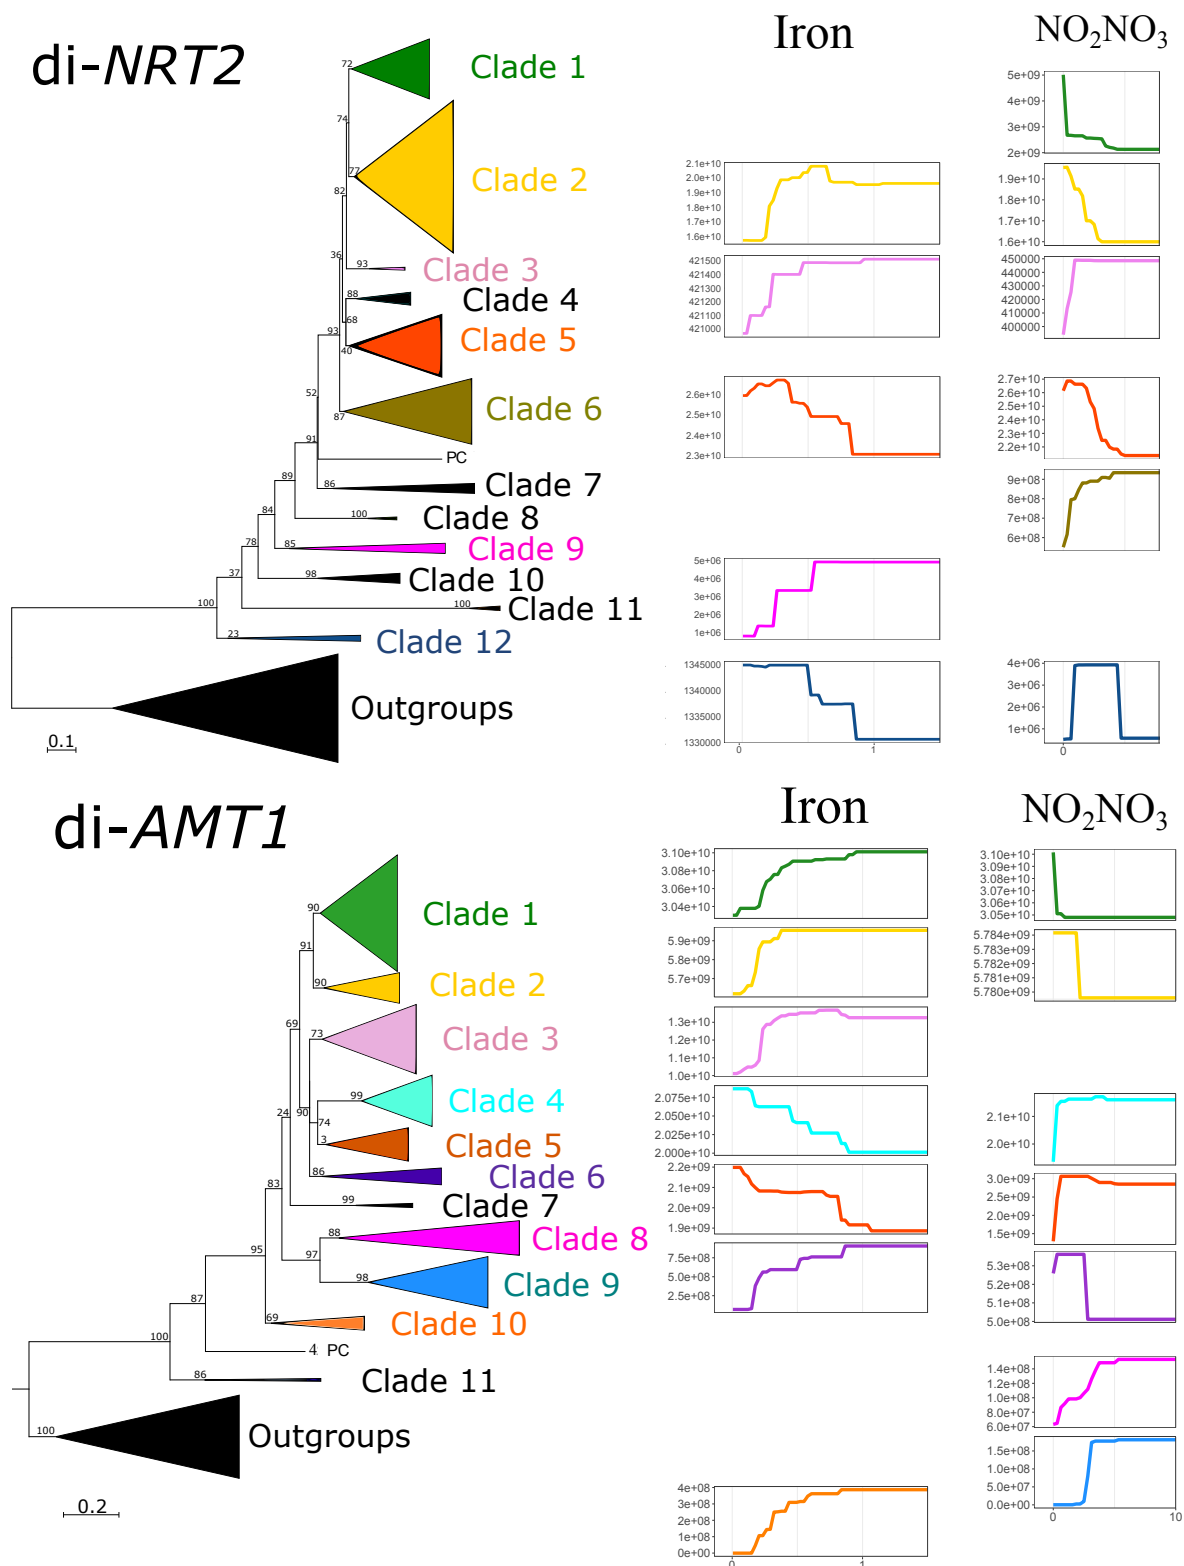 di-NRT2
Iron
NO2NO3
72
Clade 1
5e+09
4e+09
3e+09
2e+09
74
77
Clade 2
2.1e+10
2.0e+10
1.9e+10
1.8e+10
1.7e+10
1.6e+10
1.9e+10
1.8e+10
1.7e+10
1.6e+10
82
36
93
Clade 3
421500
421400
421300
421200
421100
421000
450000
440000
430000
420000
410000
400000
88
Clade 4
68
93
40
Clade 5
2.6e+10
2.5e+10
2.4e+10
2.3e+10
2.7e+10
2.6e+10
2.5e+10
2.4e+10
2.3e+10
2.2e+10
52
87
Clade 6
9e+08
8e+08
7e+08
6e+08
91
PC
89
86
Clade 7
84
100
Clade 8
78
85
Clade 9
5e+06
4e+06
3e+06
2e+06
1e+06
37
98
Clade 10
100
100
Clade 11
23
Clade 12
1345000
1340000
1335000
1330000
0
1
4e+06
3e+06
2e+06
1e+06
0
Outgroups
0.1
di-AMT1
Iron
NO2NO3
90
Clade 1
3.10e+10
3.08e+10
3.06e+10
3.04e+10
3.10e+10
3.09e+10
3.08e+10
3.07e+10
3.06e+10
3.05e+10
91
90
Clade 2
5.9e+09
5.8e+09
5.7e+09
5.784e+09
5.783e+09
5.782e+09
5.781e+09
5.780e+09
69
73
Clade 3
1.3e+10
1.2e+10
1.1e+10
1.0e+10
99
Clade 4
2.075e+10
2.050e+10
2.025e+10
2.000e+10
2.1e+10
2.0e+10
24
90
74
3
Clade 5
2.2e+09
2.1e+09
2.0e+09
1.9e+09
3.0e+09
2.5e+09
2.0e+09
1.5e+09
86
Clade 6
7.5e+08
5.0e+08
2.5e+08
5.3e+08
5.2e+08
5.1e+08
5.0e+08
83
99
Clade 7
95
88
Clade 8
1.4e+08
1.2e+08
1.0e+08
8.0e+07
6.0e+07
97
98
Clade 9
1.5e+08
1.0e+08
5.0e+07
0.0e+00
0
10
87
69
Clade 10
4e+08
3e+08
2e+08
1e+08
0e+00
0
1
100
4 PC
86
Clade 11
100
Outgroups
0.2